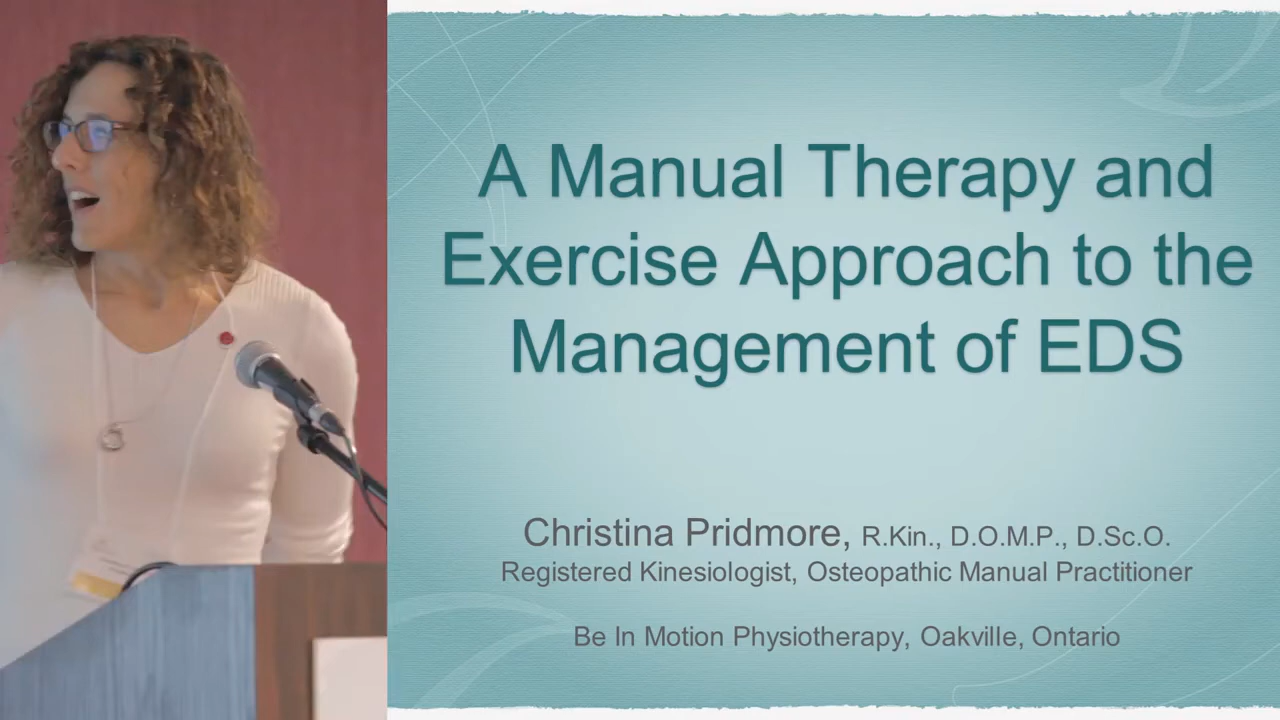 A Manual Therapy and
Exercise Approach to the
Management of EDS
Christina Pridmore, R.Kin., D.O.M.P., D.Sc.O.
Registered Kinesiologist, Osteopathic Manual Practitioner
Be In Motion Physiotherapy, Oakville, Ontario